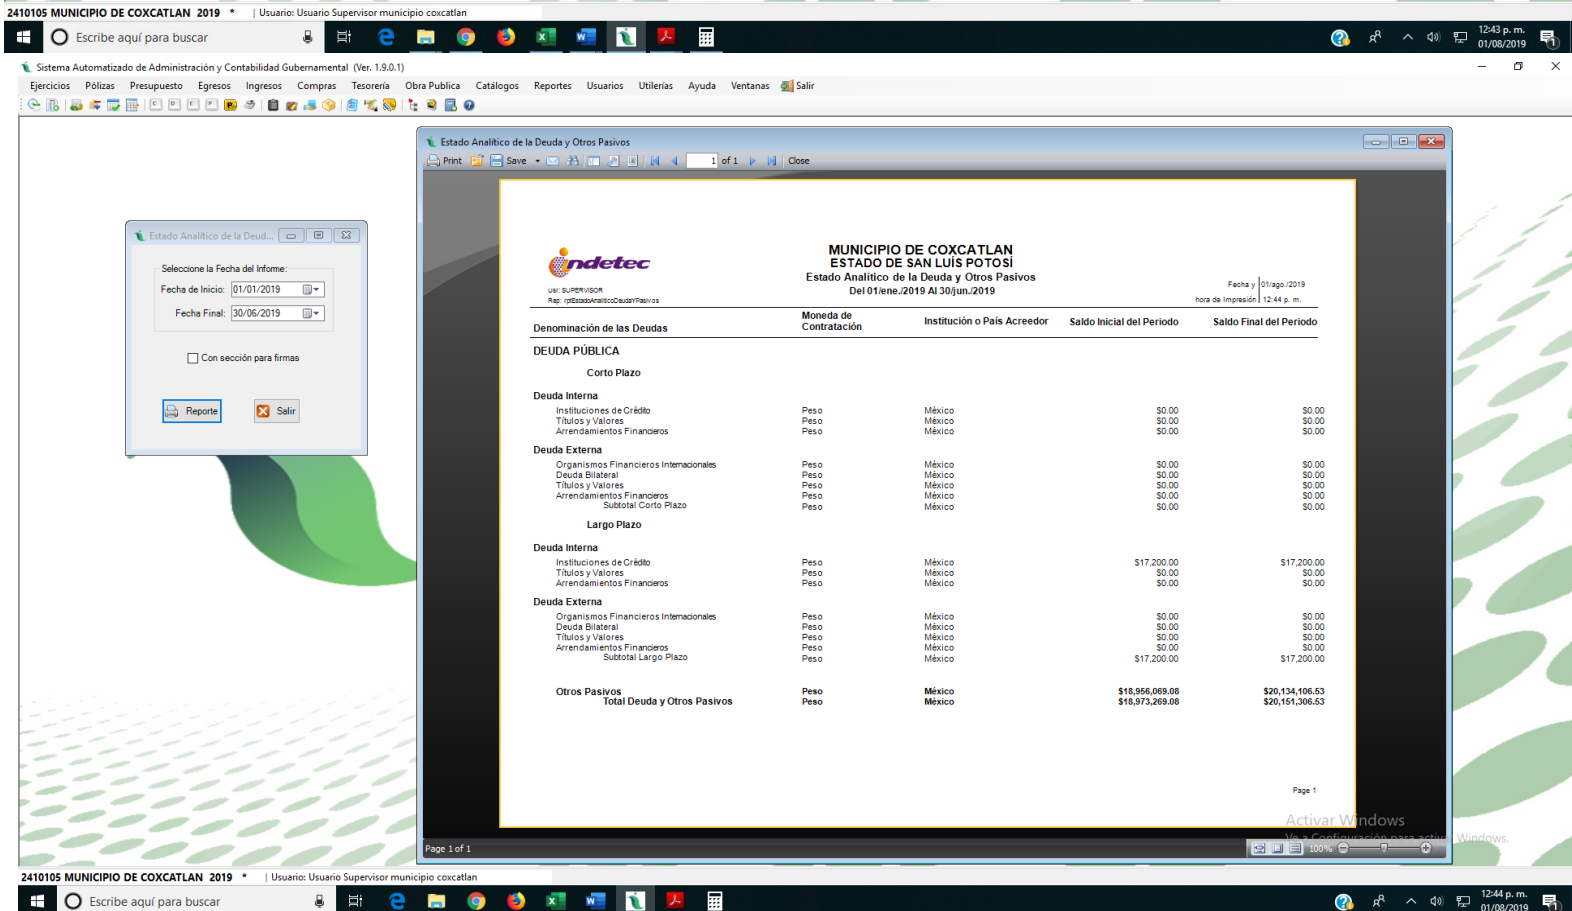 2410105 MUNICIPIO DE COXCATLAN 2019 * | Usuario: Usuario Supervisor municipio coxcatlan
Escribe aquí para buscar
12:43 p. m.
01/08/2019
Sistema Automatizado de Administración y Contabilidad Gubernamental (Ver. 1.9.0.1)
Ejercicios Pólizas Presupuesto Egresos Ingresos Compras Tesorería Obra Publica Catálogos Reportes Usuarios Utilerías Ayuda Ventanas Salir
Estado Analítico de la Deuda y Otros Pasivos
Print Save 1 of 1 Close
Estado Analítico de la Deud...
Seleccione la Fecha del Informe:
Fecha de Inicio: 01/01/2019
Fecha Final: 30/06/2019
Con sección para firmas
Reporte Salir
indetec
MUNICIPIO DE COXCATLAN
ESTADO DE SAN LUÍS POTOSÍ
Estado Analítico de la Deuda y Otros Pasivos
Del 01/ene./2019 Al 30/jun./2019
Usr: SUPERVISOR
Rep: rptEstadoAnaliticoDeudaYPasivos
Fecha y 01/ago./2019
hora de Impresión 12:44 p. m.
Denominación de las Deudas Moneda de Contratación Institución o País Acreedor Saldo Inicial del Periodo Saldo Final del Periodo
DEUDA PÚBLICA
Corto Plazo
Deuda Interna
Instituciones de Crédito Peso México $0.00 $0.00
Títulos y Valores Peso México $0.00 $0.00
Arrendamientos Financieros Peso México $0.00 $0.00
Deuda Externa
Organismos Financieros Internacionales Peso México $0.00 $0.00
Deuda Bilateral Peso México $0.00 $0.00
Títulos y Valores Peso México $0.00 $0.00
Arrendamientos Financieros Peso México $0.00 $0.00
Subtotal Corto Plazo Peso México $0.00 $0.00
Largo Plazo
Deuda Interna
Instituciones de Crédito Peso México $17,200.00 $17,200.00
Títulos y Valores Peso México $0.00 $0.00
Arrendamientos Financieros Peso México $0.00 $0.00
Deuda Externa
Organismos Financieros Internacionales Peso México $0.00 $0.00
Deuda Bilateral Peso México $0.00 $0.00
Títulos y Valores Peso México $0.00 $0.00
Arrendamientos Financieros Peso México $0.00 $0.00
Subtotal Largo Plazo Peso México $17,200.00 $17,200.00
Otros Pasivos Peso México $18,956,069.08 $20,134,106.53
Total Deuda y Otros Pasivos Peso México $18,973,269.08 $20,151,306.53
Page 1
Activar Windows
Ve a Configuración para activar Windows.
Page 1 of 1
100%
2410105 MUNICIPIO DE COXCATLAN 2019 * | Usuario: Usuario Supervisor municipio coxcatlan
Escribe aquí para buscar
12:44 p. m.
01/08/2019